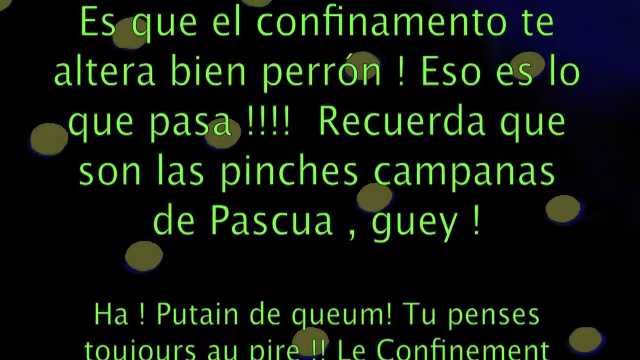 Es que el confinamento te
altera bien perrón ! Eso es lo
que pasa !!!!  Recuerda que
son las pinches campanas
de Pascua , guey !
Ha ! Putain de queum! Tu penses
toujours au pire !! Le Confinement